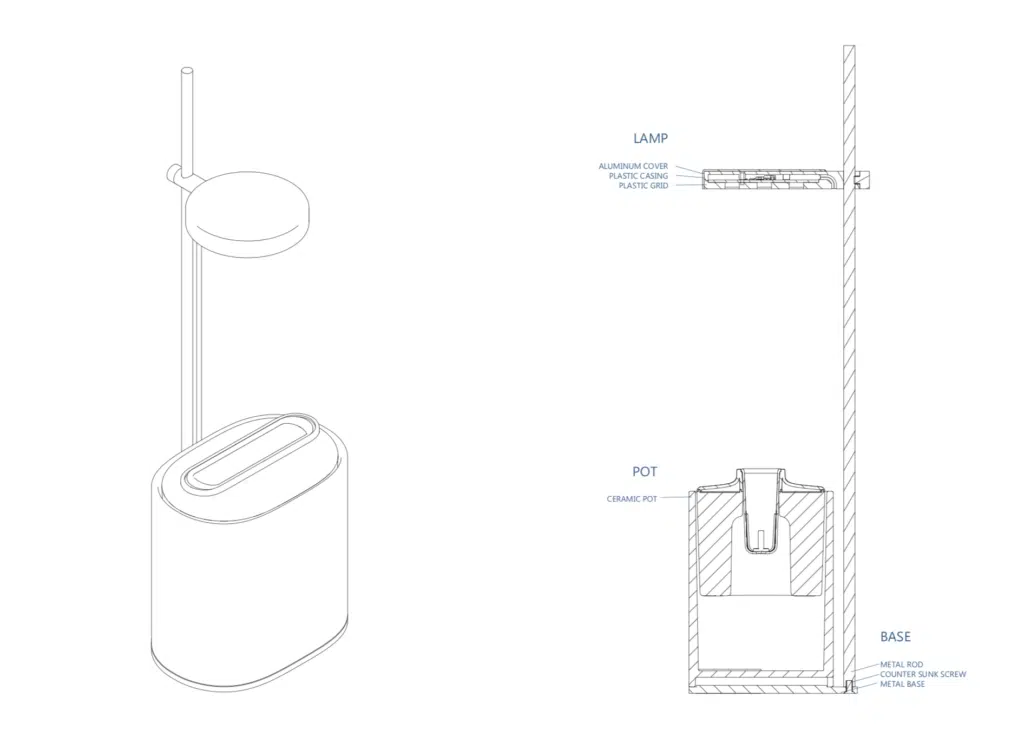 LAMP
ALUMINUM COVER
PLASTIC CASING
PLASTIC GRID
POT
CERAMIC POT
BASE
METAL ROD
COUNTER SUNK SCREW
METAL BASE